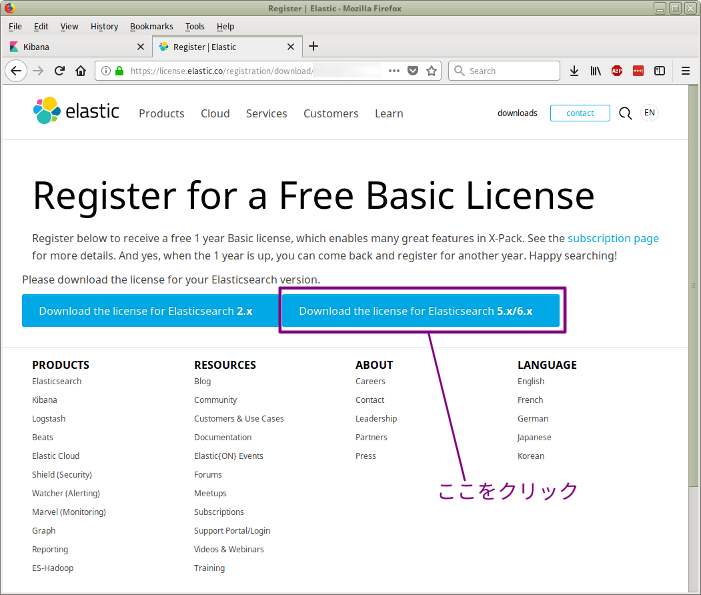 Register | Elastic - Mozilla Firefox
File Edit View History Bookmarks Tools Help
Kibana
Register | Elastic
https://license.elastic.co/registration/download/
Search
ABP
elastic
Products Cloud Services Customers Learn
downloads contact EN
Register for a Free Basic License
Register below to receive a free 1 year Basic license, which enables many great features in X-Pack. See the subscription page
for more details. And yes, when the 1 year is up, you can come back and register for another year. Happy searching!
Please download the license for your Elasticsearch version.
Download the license for Elasticsearch 2.x
Download the license for Elasticsearch 5.x/6.x
PRODUCTS
Elasticsearch
Kibana
Logstash
Beats
Elastic Cloud
Shield (Security)
Watcher (Alerting)
Marvel (Monitoring)
Graph
Reporting
ES-Hadoop
RESOURCES
Blog
Community
Customers & Use Cases
Documentation
Elastic{ON} Events
Forums
Meetups
Subscriptions
Support Portal/Login
Videos & Webinars
Training
ABOUT
Careers
Contact
Leadership
Partners
Press
LANGUAGE
English
French
German
Japanese
Korean
ここをクリック